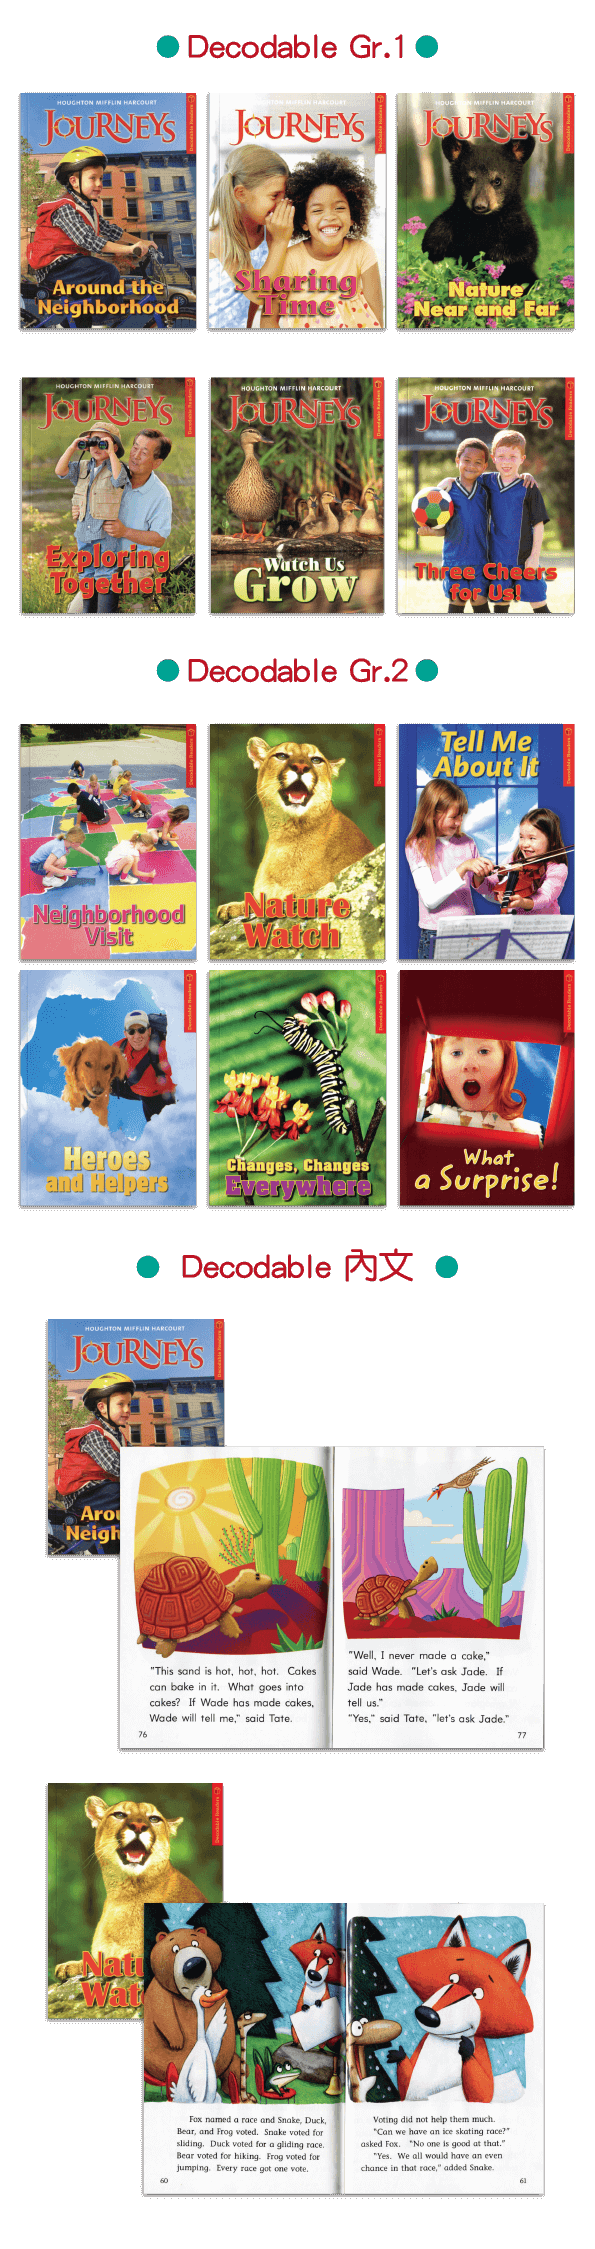 Decodable Gr.1
HOUGHTON MIFFLIN HARCOURT
JOURNEYS
Decodable Readers
Around the
Neighborhood
HOUGHTON MIFFLIN HARCOURT
JOURNEYS
Decodable Readers
Sharing
Time
HOUGHTON MIFFLIN HARCOURT
JOURNEYS
Decodable Readers
Nature
Near and Far
HOUGHTON MIFFLIN HARCOURT
JOURNEYS
Decodable Readers
Exploring
Together
HOUGHTON MIFFLIN HARCOURT
JOURNEYS
Decodable Readers
Watch Us
Grow
HOUGHTON MIFFLIN HARCOURT
JOURNEYS
Decodable Readers
Three Cheers
for Us!
Decodable Gr.2
Decodable Readers
Neighborhood
Visit
Decodable Readers
Nature
Watch
Tell Me
About It
Decodable Readers
Decodable Readers
Heroes
and Helpers
Decodable Readers
Changes, Changes
Everywhere
Decodable Readers
What
a Surprise!
Decodable 內文
HOUGHTON MIFFLIN HARCOURT
JOURNEYS
Decodable Readers
Arou
Neigh
"This sand is hot, hot, hot. Cakes
can bake in it. What goes into
cakes? If Wade has made cakes,
Wade will tell me," said Tate.
76
"Well, I never made a cake,"
said Wade. "Let's ask Jade. If
Jade has made cakes, Jade will
tell us."
"Yes," said Tate, "let's ask Jade."
77
Decodable Readers
Natu
Wat
Fox named a race and Snake, Duck,
Bear, and Frog voted. Snake voted for
sliding. Duck voted for a gliding race.
Bear voted for hiking. Frog voted for
jumping. Every race got one vote.
60
Voting did not help them much.
"Can we have an ice skating race?"
asked Fox. "No one is good at that."
"Yes. We all would have an even
chance in that race," added Snake.
61